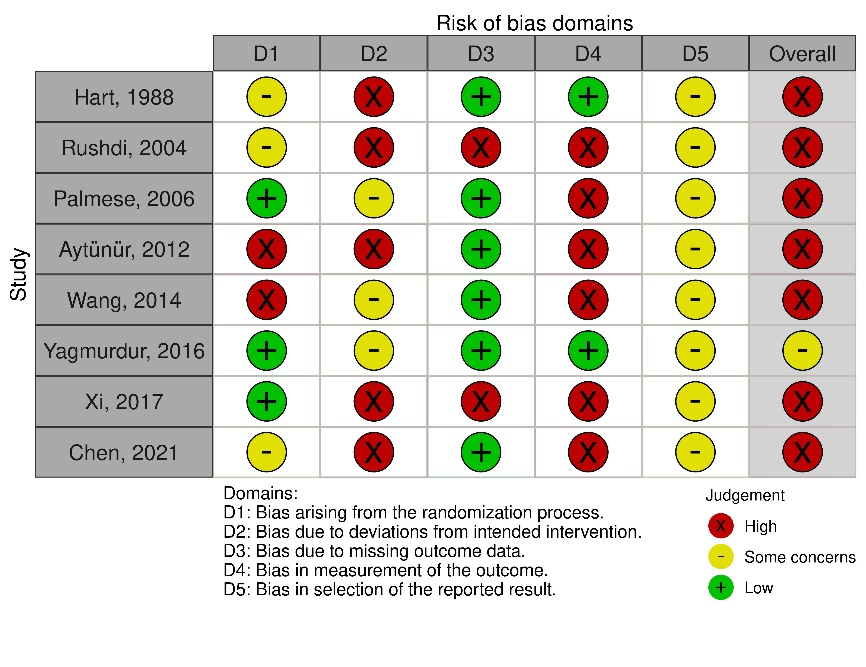 Risk of bias domains
D1 D2 D3 D4 D5 Overall
Hart, 1988 - X + + - X
Rushdi, 2004 - X X X - X
Palmese, 2006 + - + X - X
Aytünür, 2012 X X + X - X
Wang, 2014 X - + X - X
Yagmurdur, 2016 + - + + - -
Xi, 2017 + X X X - X
Chen, 2021 - X + X - X
Study
Domains:
D1: Bias arising from the randomization process.
D2: Bias due to deviations from intended intervention.
D3: Bias due to missing outcome data.
D4: Bias in measurement of the outcome.
D5: Bias in selection of the reported result.
Judgement
X High
- Some concerns
+ Low